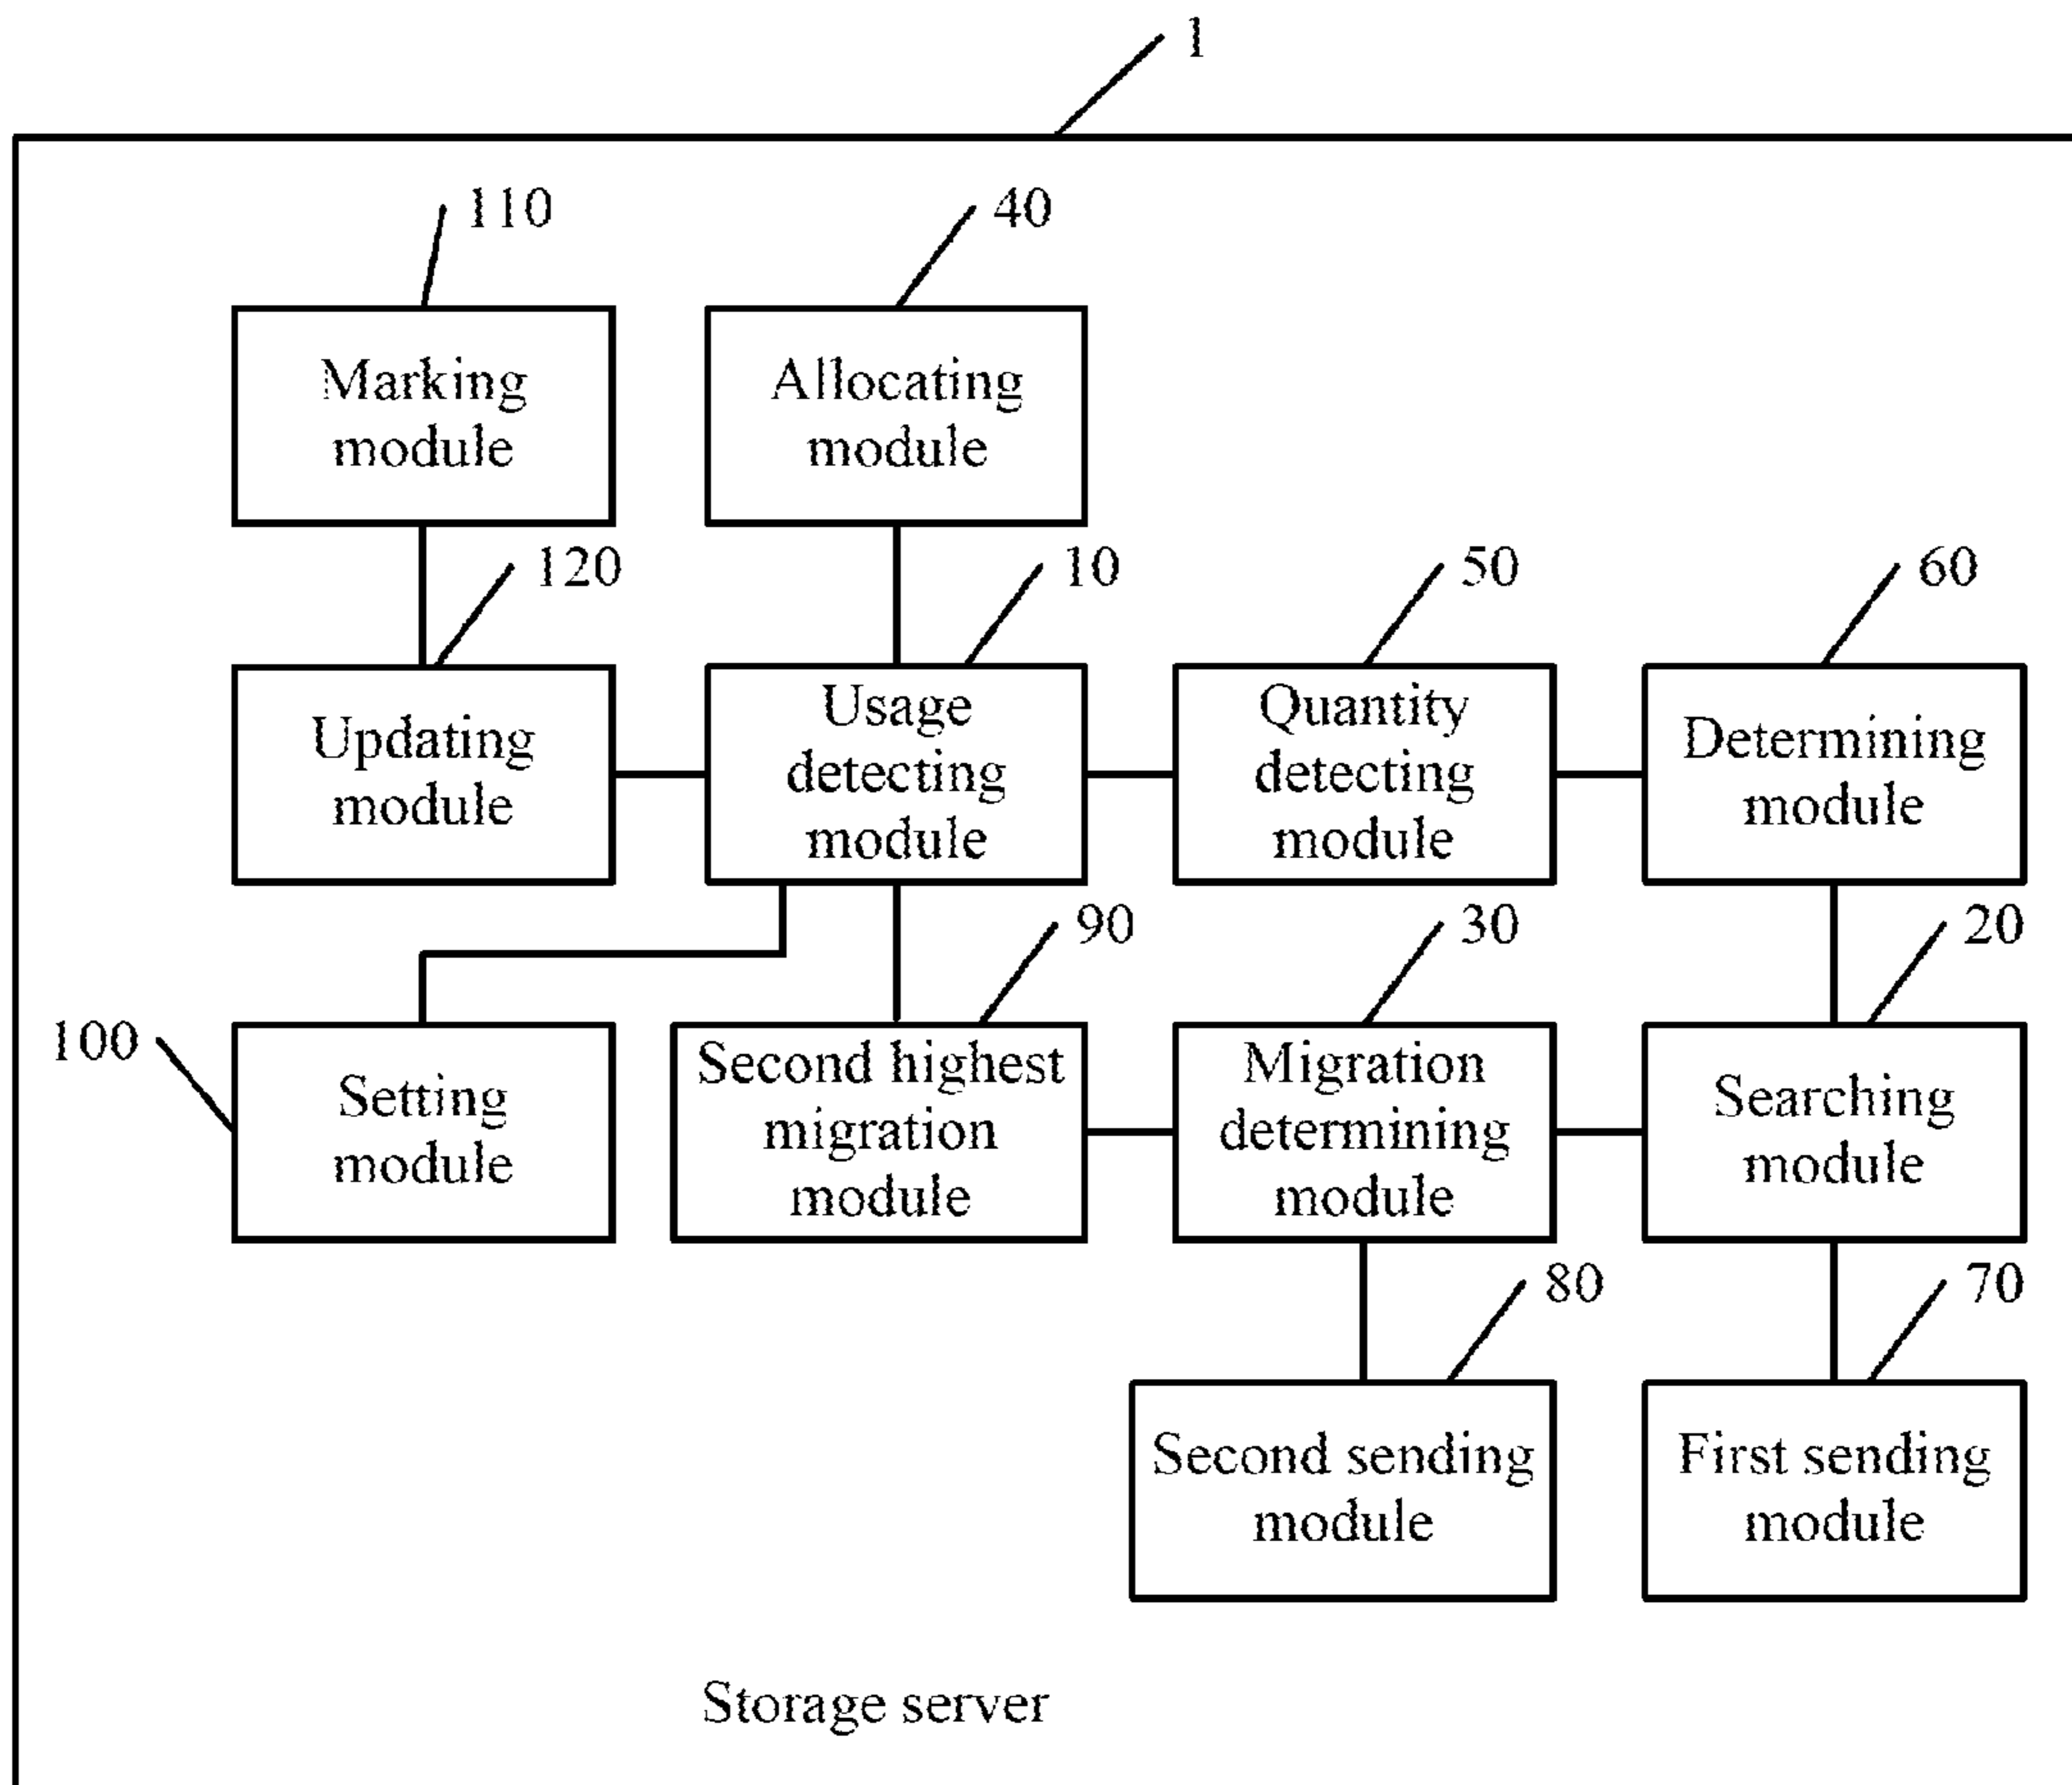 1
110
40
Marking
module
Allocating
module
120
10
50
60
Updating
module
Usage
detecting
module
Quantity
detecting
module
Determining
module
90
30
20
100
Setting
module
Second highest
migration
module
Migration
determining
module
Searching
module
80
70
Second sending
module
First sending
module
Storage server